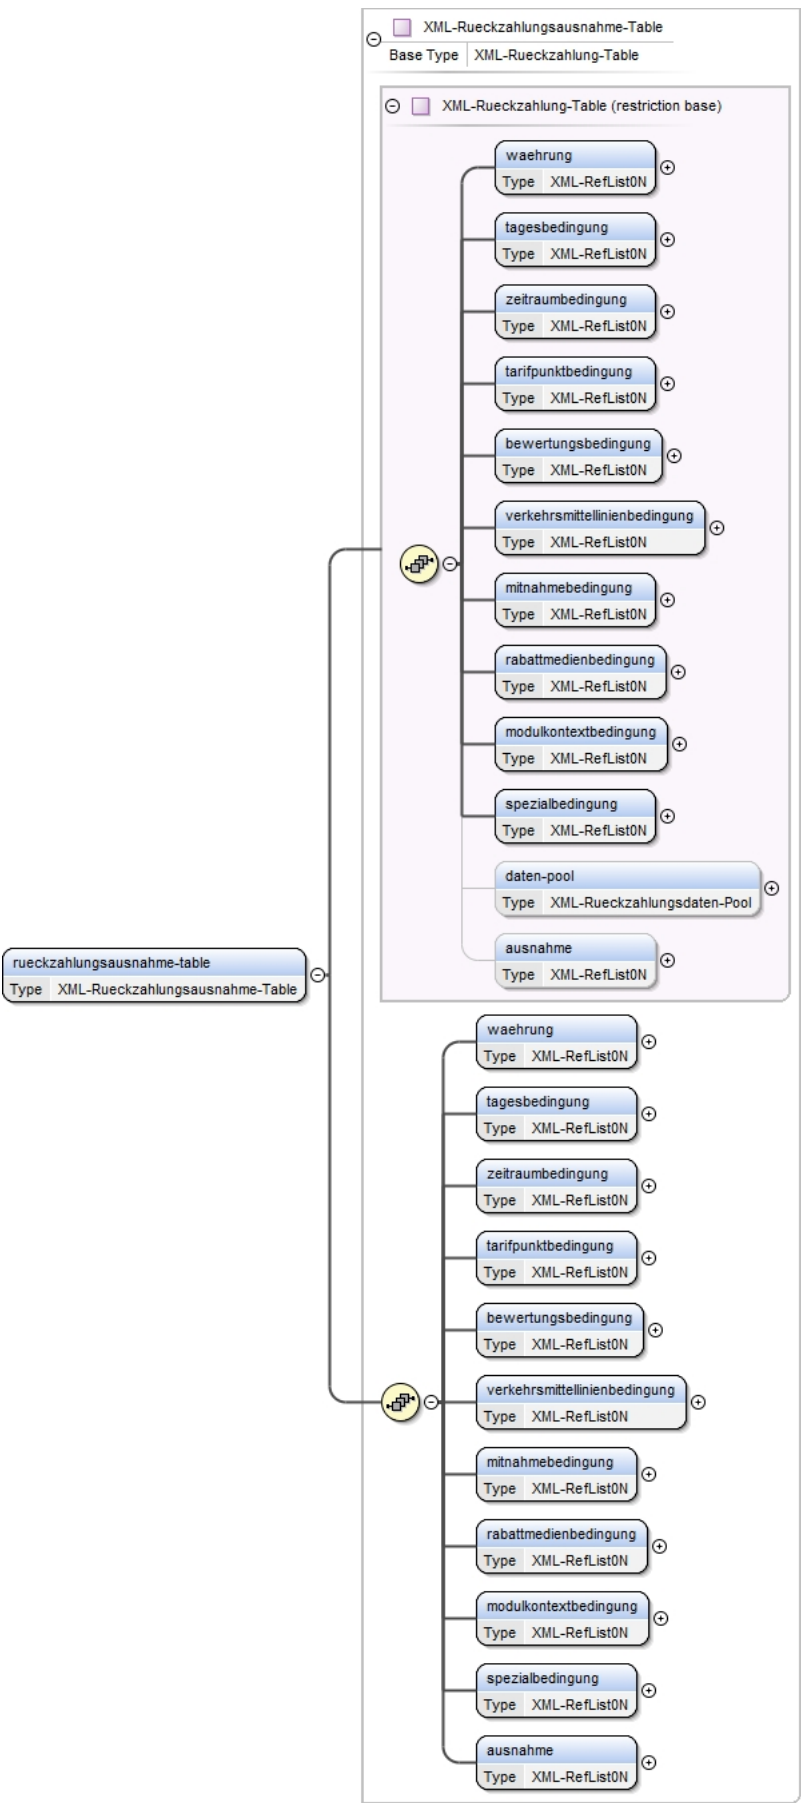 XML-Rueckzahlungsausnahme-Table
Base Type XML-Rueckzahlung-Table
XML-Rueckzahlung-Table (restriction base)
waehrung
Type XML-RefList0N
tagesbedingung
Type XML-RefList0N
zeitraumbedingung
Type XML-RefList0N
tarifpunktbedingung
Type XML-RefList0N
bewertungsbedingung
Type XML-RefList0N
verkehrsmittellinienbedingung
Type XML-RefList0N
mitnahmebedingung
Type XML-RefList0N
rabattmedienbedingung
Type XML-RefList0N
modulkontextbedingung
Type XML-RefList0N
spezialbedingung
Type XML-RefList0N
daten-pool
Type XML-Rueckzahlungsdaten-Pool
ausnahme
Type XML-RefList0N
rueckzahlungsausnahme-table
Type XML-Rueckzahlungsausnahme-Table
waehrung
Type XML-RefList0N
tagesbedingung
Type XML-RefList0N
zeitraumbedingung
Type XML-RefList0N
tarifpunktbedingung
Type XML-RefList0N
bewertungsbedingung
Type XML-RefList0N
verkehrsmittellinienbedingung
Type XML-RefList0N
mitnahmebedingung
Type XML-RefList0N
rabattmedienbedingung
Type XML-RefList0N
modulkontextbedingung
Type XML-RefList0N
spezialbedingung
Type XML-RefList0N
ausnahme
Type XML-RefList0N